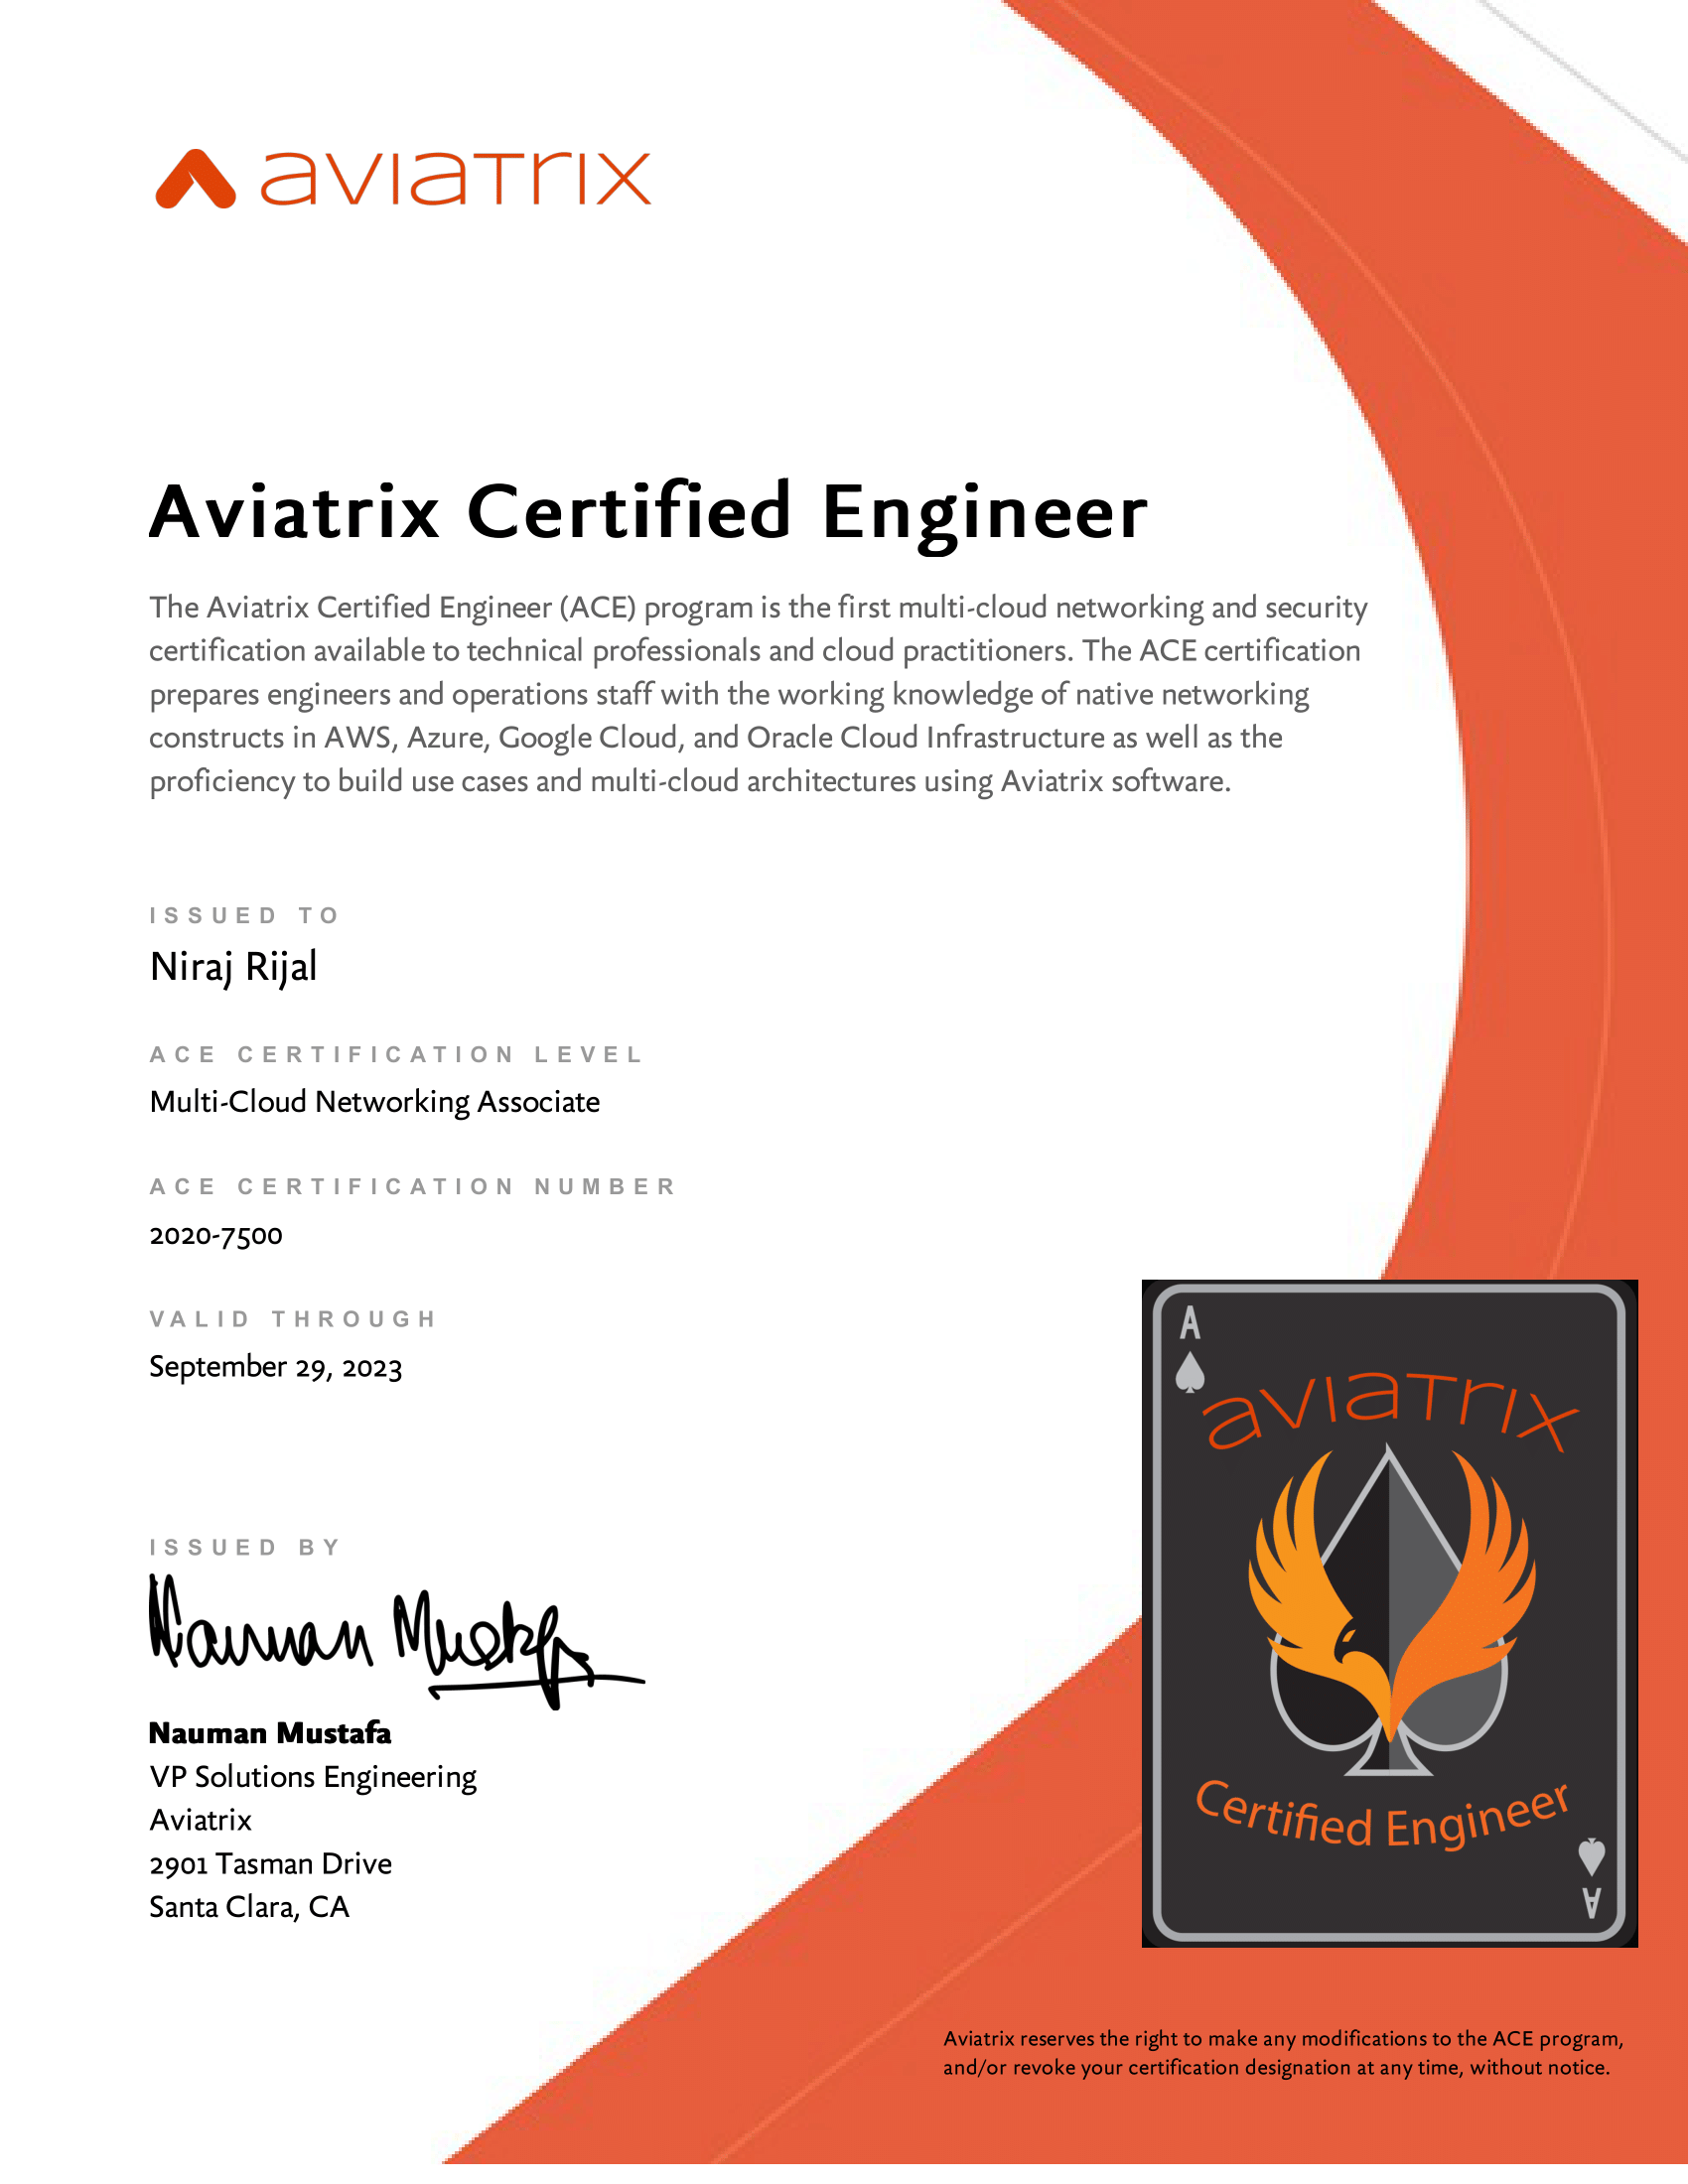 aviatrix
Aviatrix Certified Engineer
The Aviatrix Certified Engineer (ACE) program is the first multi-cloud networking and security
certification available to technical professionals and cloud practitioners. The ACE certification
prepares engineers and operations staff with the working knowledge of native networking
constructs in AWS, Azure, Google Cloud, and Oracle Cloud Infrastructure as well as the
proficiency to build use cases and multi-cloud architectures using Aviatrix software.
ISSUED TO
Niraj Rijal
ACE CERTIFICATION LEVEL
Multi-Cloud Networking Associate
ACE CERTIFICATION NUMBER
2020-7500
VALID THROUGH
September 29, 2023
ISSUED BY
Nauman Mustafa
Nauman Mustafa
VP Solutions Engineering
Aviatrix
2901 Tasman Drive
Santa Clara, CA
A
aviatrix
Certified Engineer
A
Aviatrix reserves the right to make any modifications to the ACE program,
and/or revoke your certification designation at any time, without notice.